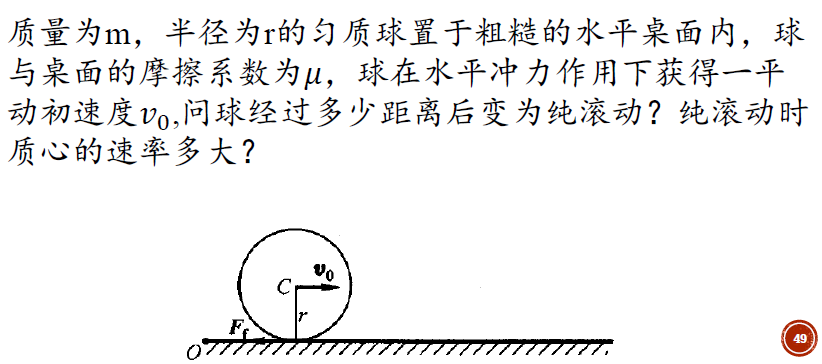 质量为m，半径为r的匀质球置于粗糙的水平桌面内，球
与桌面的摩擦系数为μ，球在水平冲力作用下获得一平
动初速度v₀,问球经过多少距离后变为纯滚动？纯滚动时
质心的速率多大？
v₀
C
r
F_f
O
49